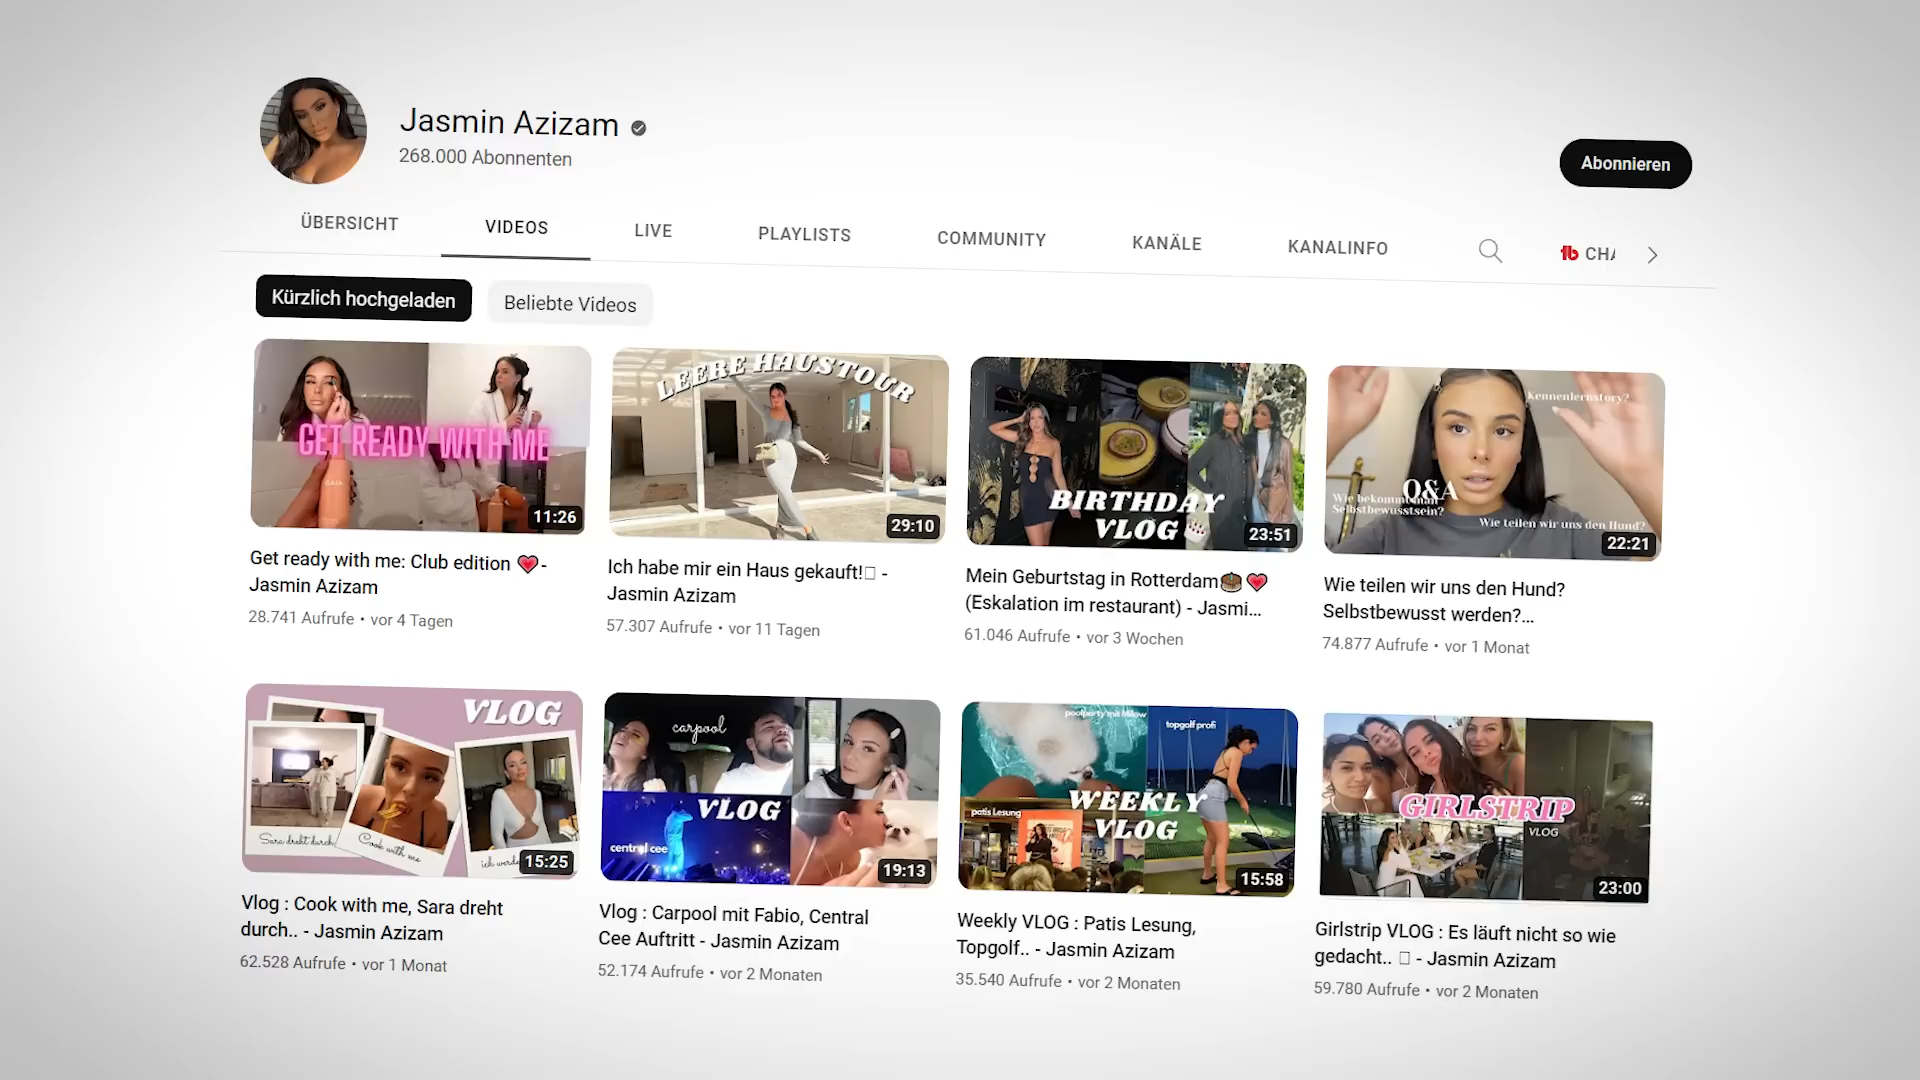 Jasmin Azizam
268.000 Abonnenten
Abonnieren
ÜBERSICHT
VIDEOS
LIVE
PLAYLISTS
COMMUNITY
KANÄLE
KANALINFO
CHA
Kürzlich hochgeladen
Beliebte Videos
GET READY WITH ME
11:26
LEERE HAUSTOUR
29:10
BIRTHDAY
VLOG
23:51
Kennenlernstory?
Q&A
Wie bekommt man
Selbstbewusstsein?
Wie teilen wir uns den Hund?
22:21
Get ready with me: Club edition 💗 -
Jasmin Azizam
28.741 Aufrufe • vor 4 Tagen
Ich habe mir ein Haus gekauft! -
Jasmin Azizam
57.307 Aufrufe • vor 11 Tagen
Mein Geburtstag in Rotterdam🎂💗
(Eskalation im restaurant) - Jasmi...
61.046 Aufrufe • vor 3 Wochen
Wie teilen wir uns den Hund?
Selbstbewusst werden?...
74.877 Aufrufe • vor 1 Monat
VLOG
Sara dreht durch
Cook with me
ich werde
15:25
carpool
VLOG
central cee
19:13
poolparty mit Milow
topgolf profi
WEEKLY
VLOG
patis Lesung
15:58
GIRLSTRIP
VLOG
23:00
Vlog : Cook with me, Sara dreht
durch.. - Jasmin Azizam
62.528 Aufrufe • vor 1 Monat
Vlog : Carpool mit Fabio, Central
Cee Auftritt - Jasmin Azizam
52.174 Aufrufe • vor 2 Monaten
Weekly VLOG : Patis Lesung,
Topgolf.. - Jasmin Azizam
35.540 Aufrufe • vor 2 Monaten
Girlstrip VLOG : Es läuft nicht so wie
gedacht.. - Jasmin Azizam
59.780 Aufrufe • vor 2 Monaten